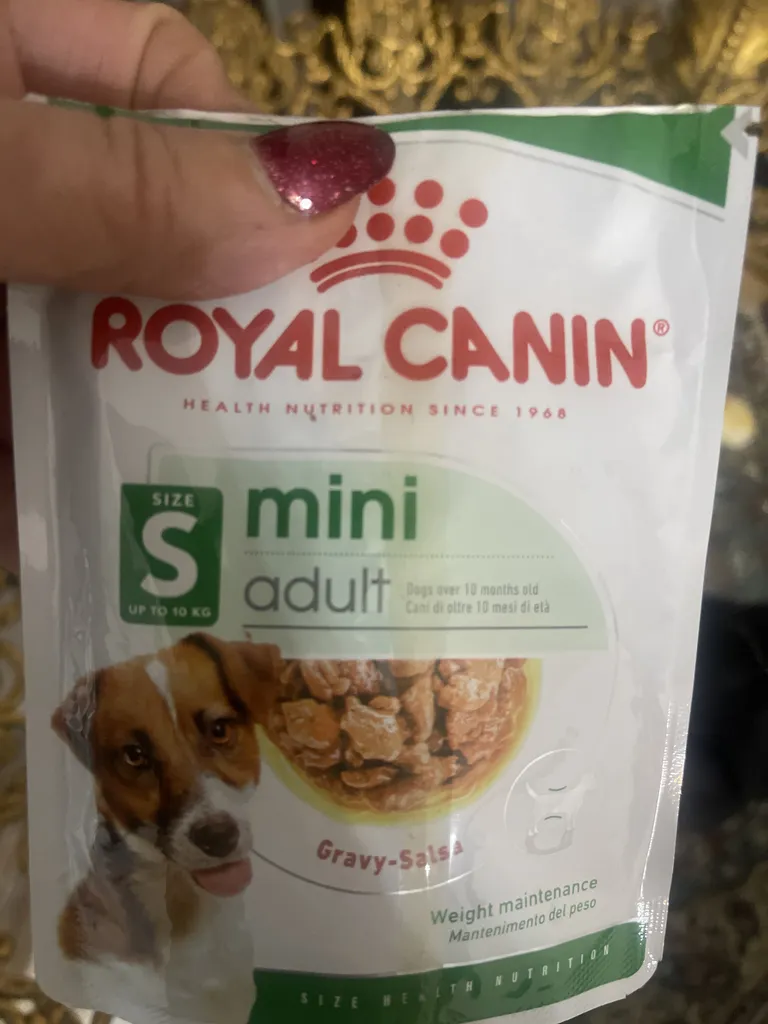 ROYAL CANIN®
HEALTH NUTRITION SINCE 1968
SIZE
S
UP TO 10 KG
mini
adult
Dogs over 10 months old
Cani di oltre 10 mesi di età
Gravy-Salsa
Weight maintenance
Mantenimento del peso
SIZE HEALTH NUTRITION